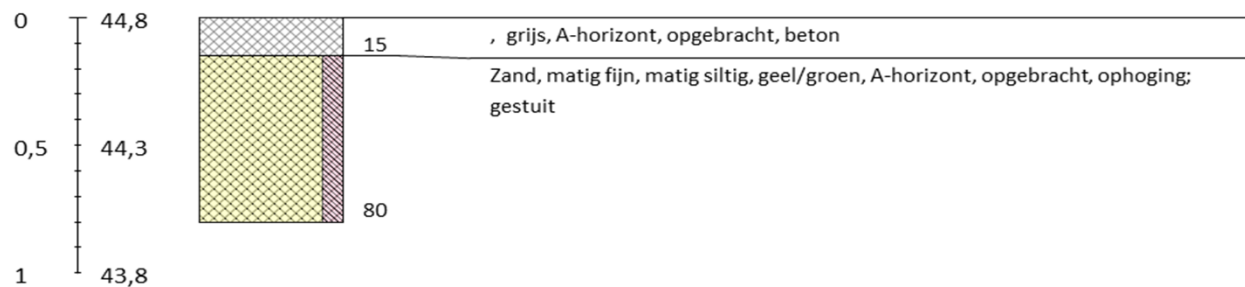 0 44,8
15 , grijs, A-horizont, opgebracht, beton
Zand, matig fijn, matig siltig, geel/groen, A-horizont, opgebracht, ophoging;
gestuit
0,5 44,3
80
1 43,8